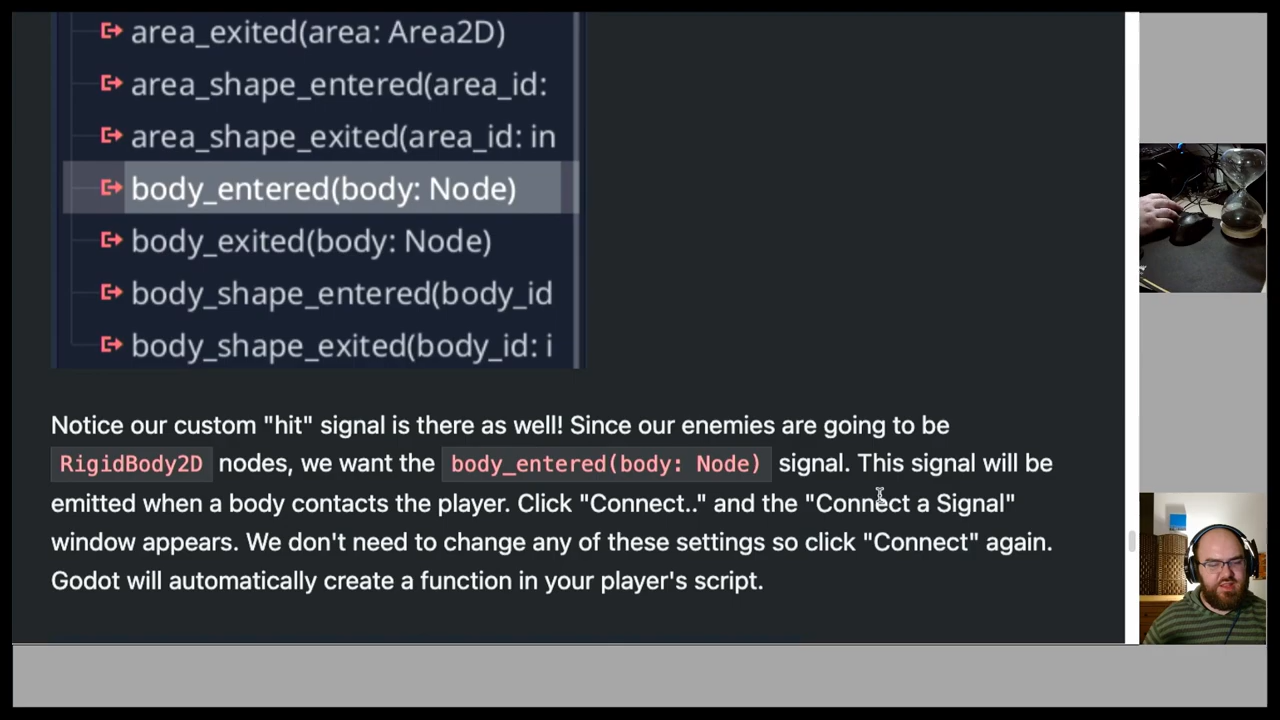 area_exited(area: Area2D)
area_shape_entered(area_id:
area_shape_exited(area_id: in
body_entered(body: Node)
body_exited(body: Node)
body_shape_entered(body_id
body_shape_exited(body_id: i
Notice our custom "hit" signal is there as well! Since our enemies are going to be
RigidBody2D nodes, we want the body_entered(body: Node) signal. This signal will be
emitted when a body contacts the player. Click "Connect.." and the "Connect a Signal"
window appears. We don't need to change any of these settings so click "Connect" again.
Godot will automatically create a function in your player's script.